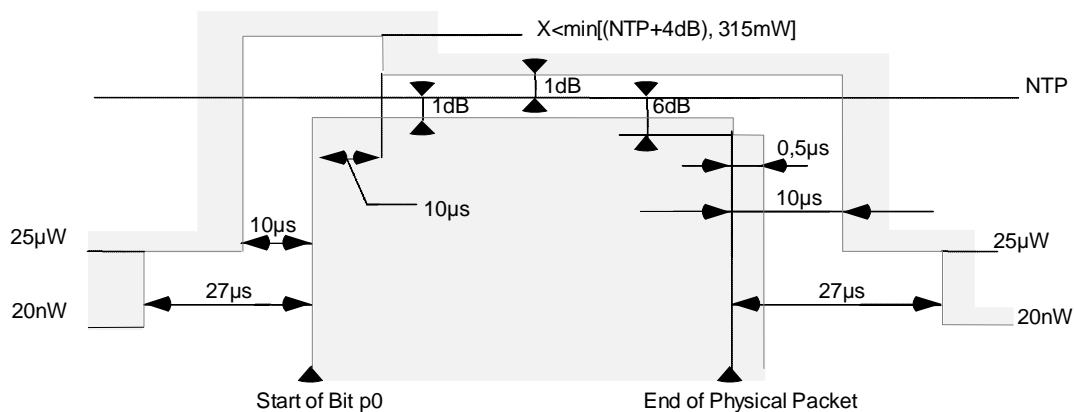 X<min[(NTP+4dB), 315mW]
NTP
1dB
1dB
6dB
0,5µs
10µs
10µs
10µs
25µW
25µW
27µs
27µs
20nW
20nW
Start of Bit p0
End of Physical Packet